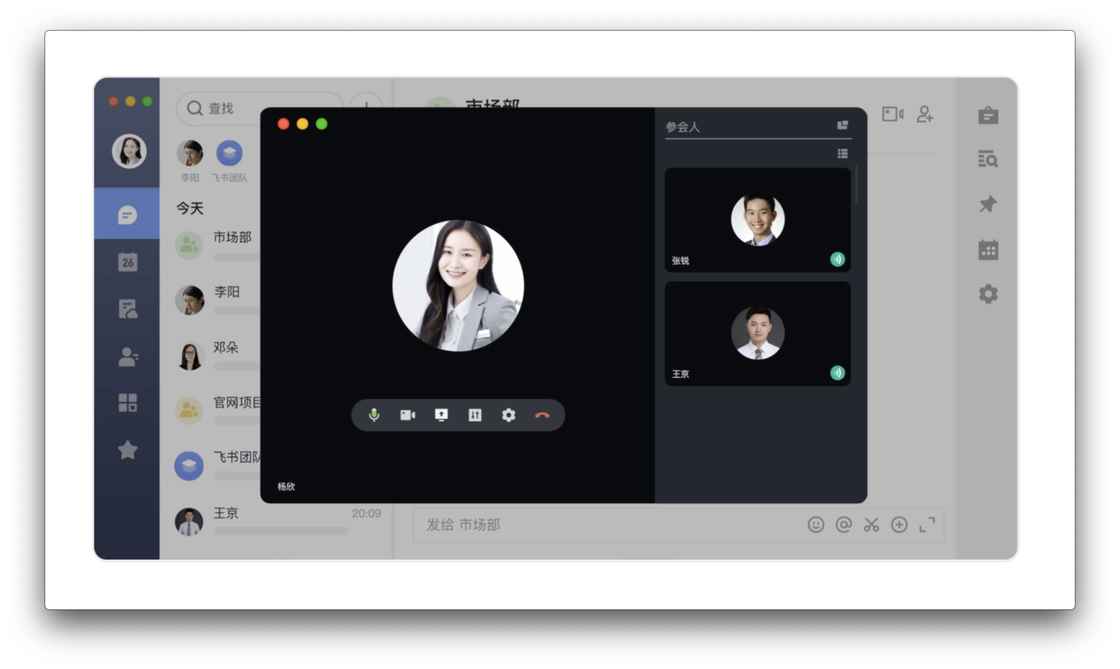 查找
李阳
飞书团队
今天
市场部
李阳
邓朵
官网项目
飞书团队
王京
20:09
26
市场部
参会人
张锐
王京
杨欣
发给 市场部